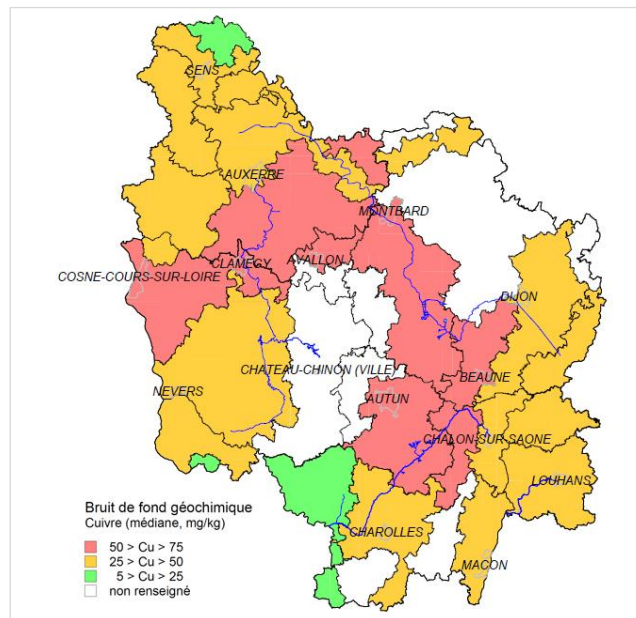 SENS
AUXERRE
MONTBARD
CLAMECY
AVALLON
COSNE-COURS-SUR-LOIRE
DIJON
CHATEAU-CHINON (VILLE)
BEAUNE
NEVERS
AUTUN
CHALON-SUR-SAONE
LOUHANS
CHAROLLES
MACON
Bruit de fond géochimique
Cuivre (médiane, mg/kg)
50 > Cu > 75
25 > Cu > 50
5 > Cu > 25
non renseigné